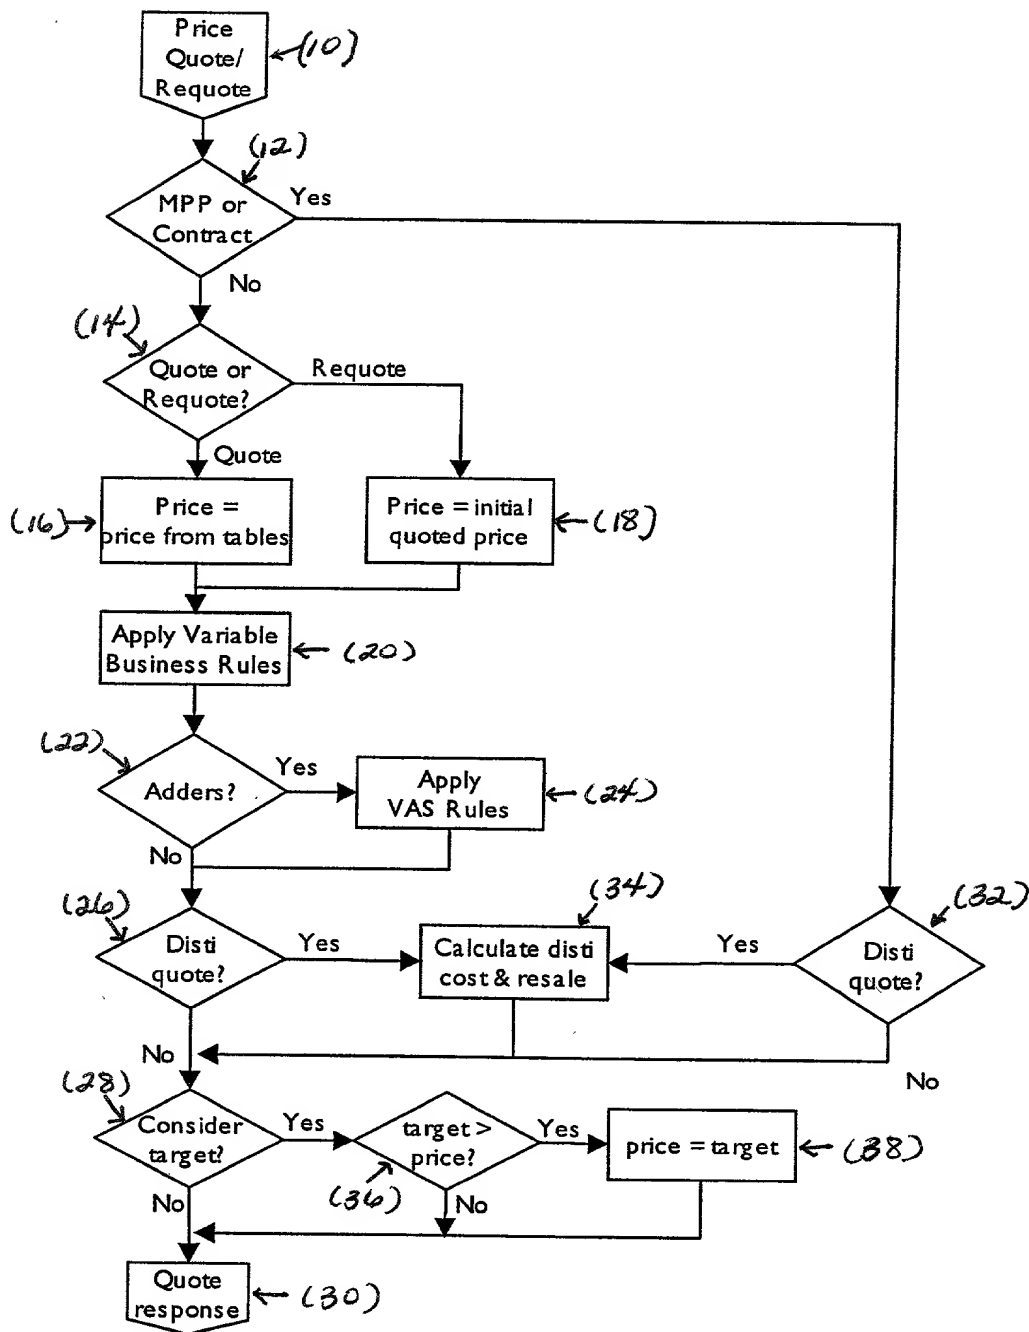 Price
Quote/
Requote
(10)
(12)
MPP or
Contract
Yes
No
(14)
Quote or
Requote?
Requote
Quote
(16)
Price =
price from tables
Price = initial
quoted price
(18)
Apply Variable
Business Rules
(20)
(22)
Adders?
Yes
Apply
VAS Rules
(24)
No
(26)
Disti
quote?
Yes
(34)
Calculate disti
cost & resale
Yes
(32)
Disti
quote?
No
No
(28)
Consider
target?
Yes
target >
price?
(36)
Yes
price = target
(38)
No
No
Quote
response
(30)